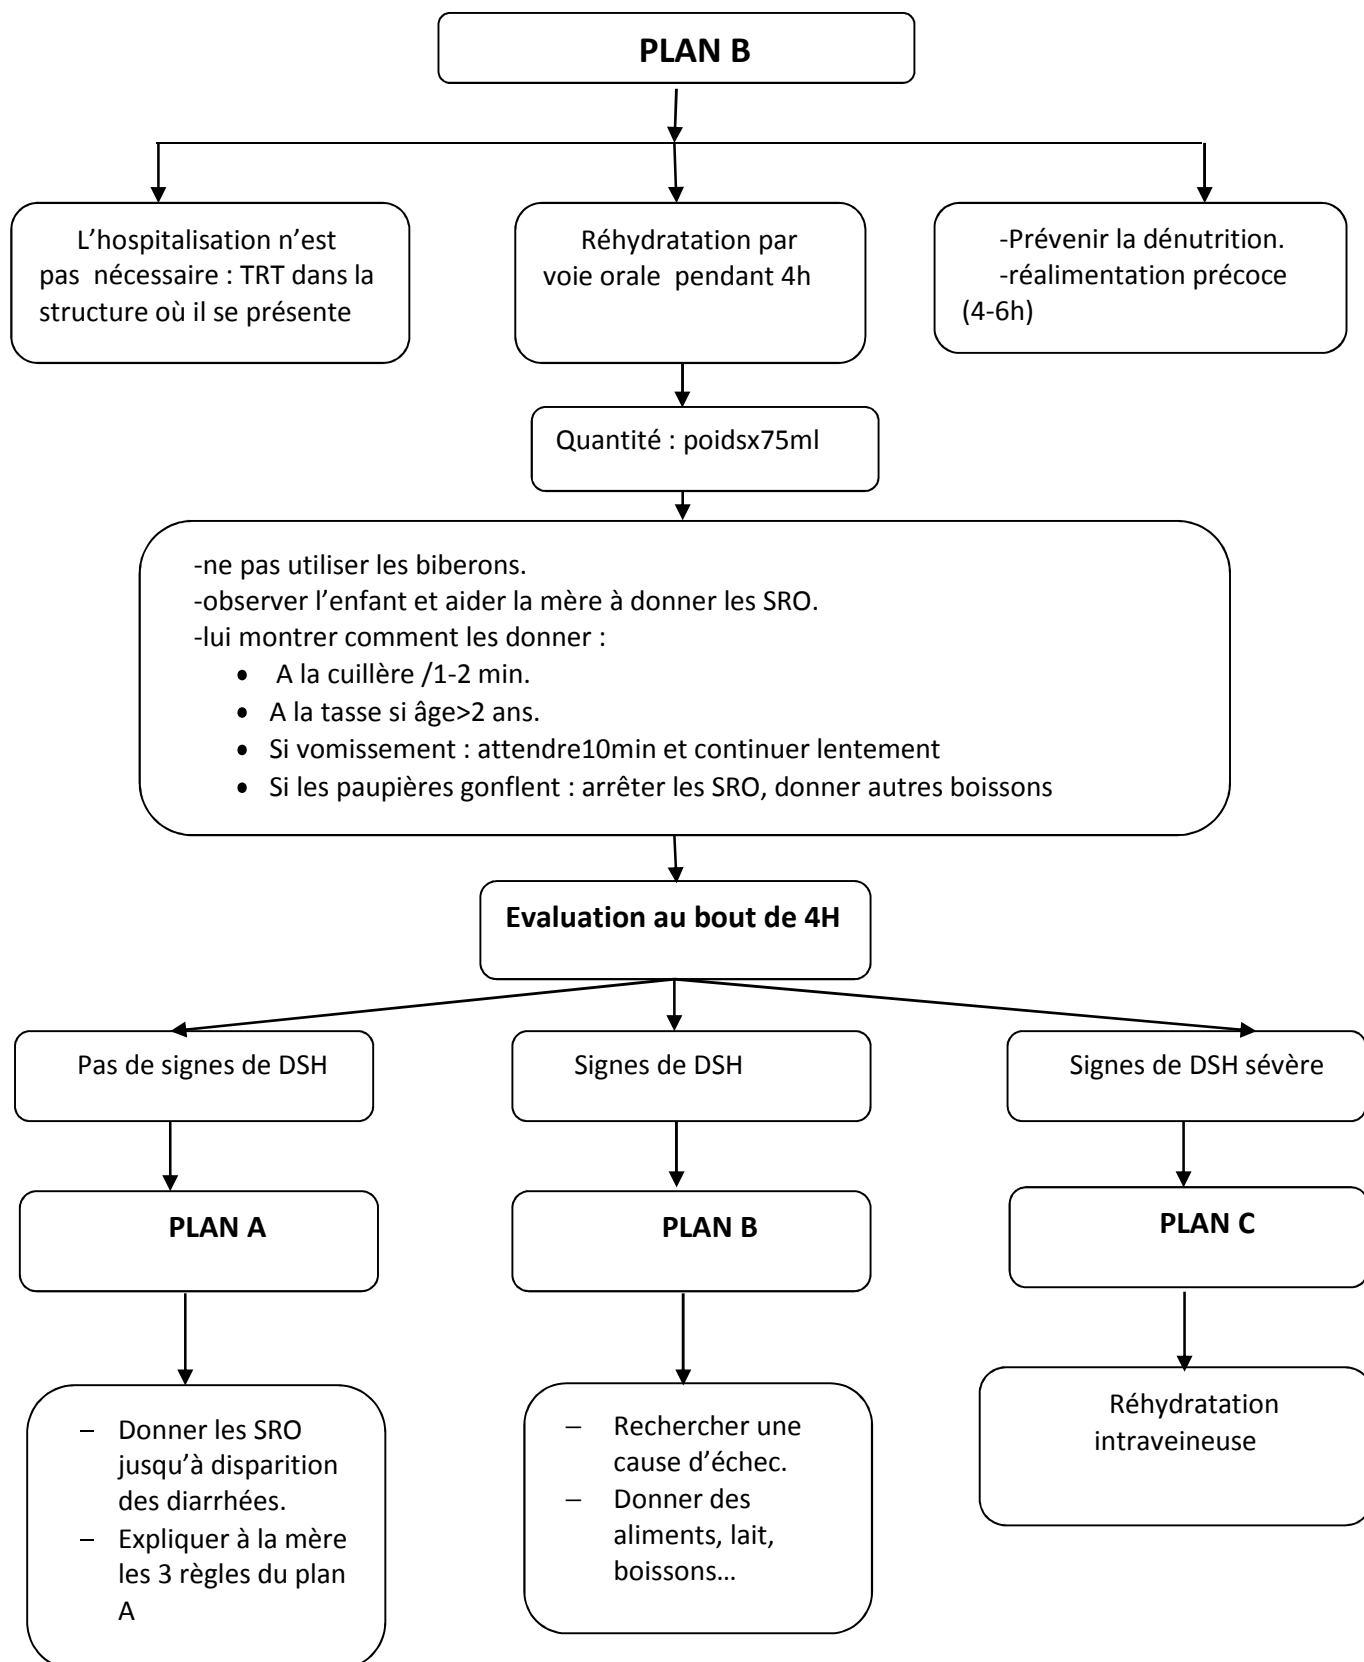 PLAN B
L’hospitalisation n’est
pas nécessaire : TRT dans la
structure où il se présente
Réhydratation par
voie orale pendant 4h
-Prévenir la dénutrition.
-réalimentation précoce
(4-6h)
Quantité : poidsx75ml
-ne pas utiliser les biberons.
-observer l’enfant et aider la mère à donner les SRO.
-lui montrer comment les donner :
• A la cuillère /1-2 min.
• A la tasse si âge>2 ans.
• Si vomissement : attendre10min et continuer lentement
• Si les paupières gonflent : arrêter les SRO, donner autres boissons
Evaluation au bout de 4H
Pas de signes de DSH
Signes de DSH
Signes de DSH sévère
PLAN A
PLAN B
PLAN C
– Donner les SRO
jusqu’à disparition
des diarrhées.
– Expliquer à la mère
les 3 règles du plan
A
– Rechercher une
cause d’échec.
– Donner des
aliments, lait,
boissons…
Réhydratation
intraveineuse